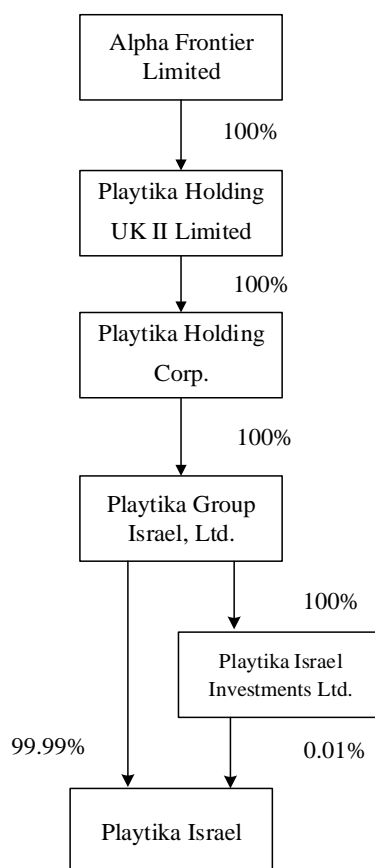 Alpha Frontier
Limited
100%
Playtika Holding
UK II Limited
100%
Playtika Holding
Corp.
100%
Playtika Group
Israel, Ltd.
100%
Playtika Israel
Investments Ltd.
99.99%
0.01%
Playtika Israel